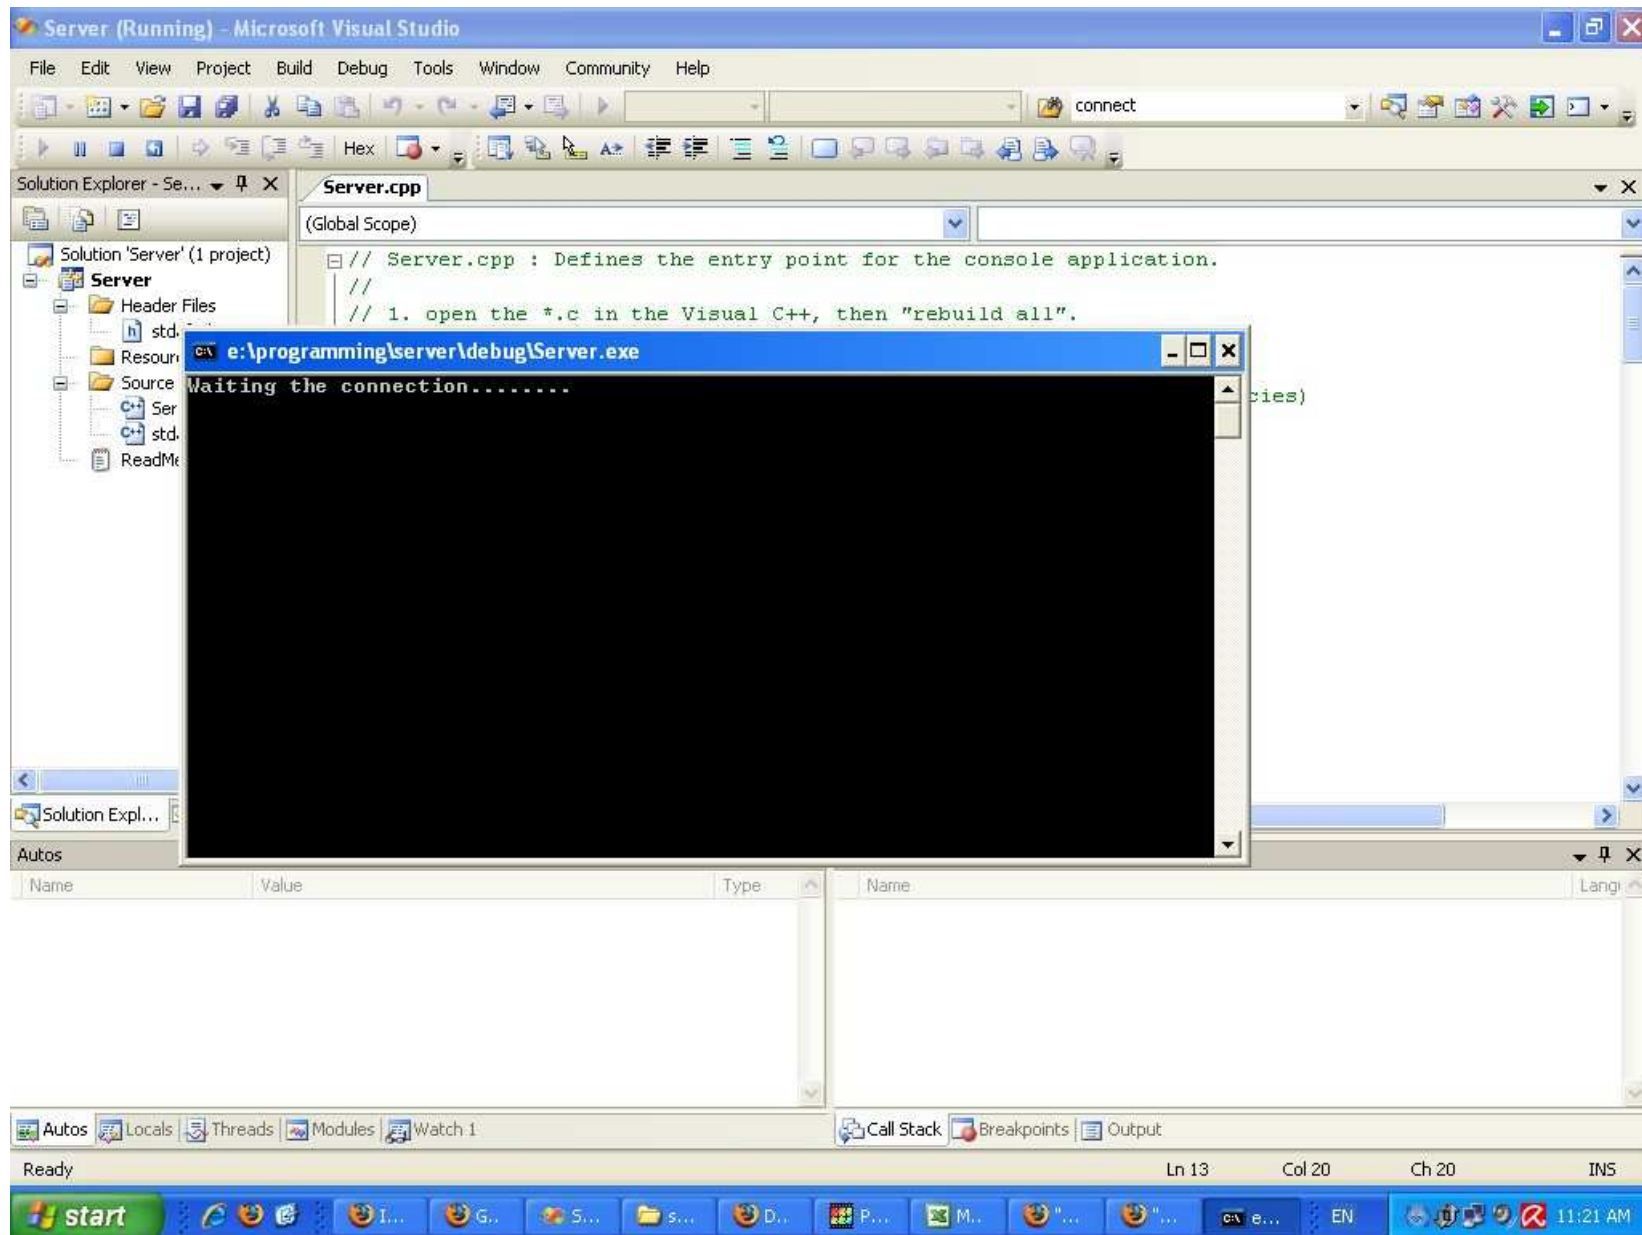 Server (Running) - Microsoft Visual Studio
File Edit View Project Build Debug Tools Window Community Help
connect
Hex
Solution Explorer - Se...
Server.cpp
(Global Scope)
Solution 'Server' (1 project)
Server
Header Files
std
Resour
Source
Ser
std.
ReadMe
// Server.cpp : Defines the entry point for the console application.
//
// 1. open the *.c in the Visual C++, then "rebuild all".
cies)
e:\programming\server\debug\Server.exe
Waiting the connection........
Solution Expl...
Autos
Name Value Type
Name Langu
Autos Locals Threads Modules Watch 1
Call Stack Breakpoints Output
Ready Ln 13 Col 20 Ch 20 INS
start I... G.. S... s... D.. P... M.. "... "... e... EN 11:21 AM